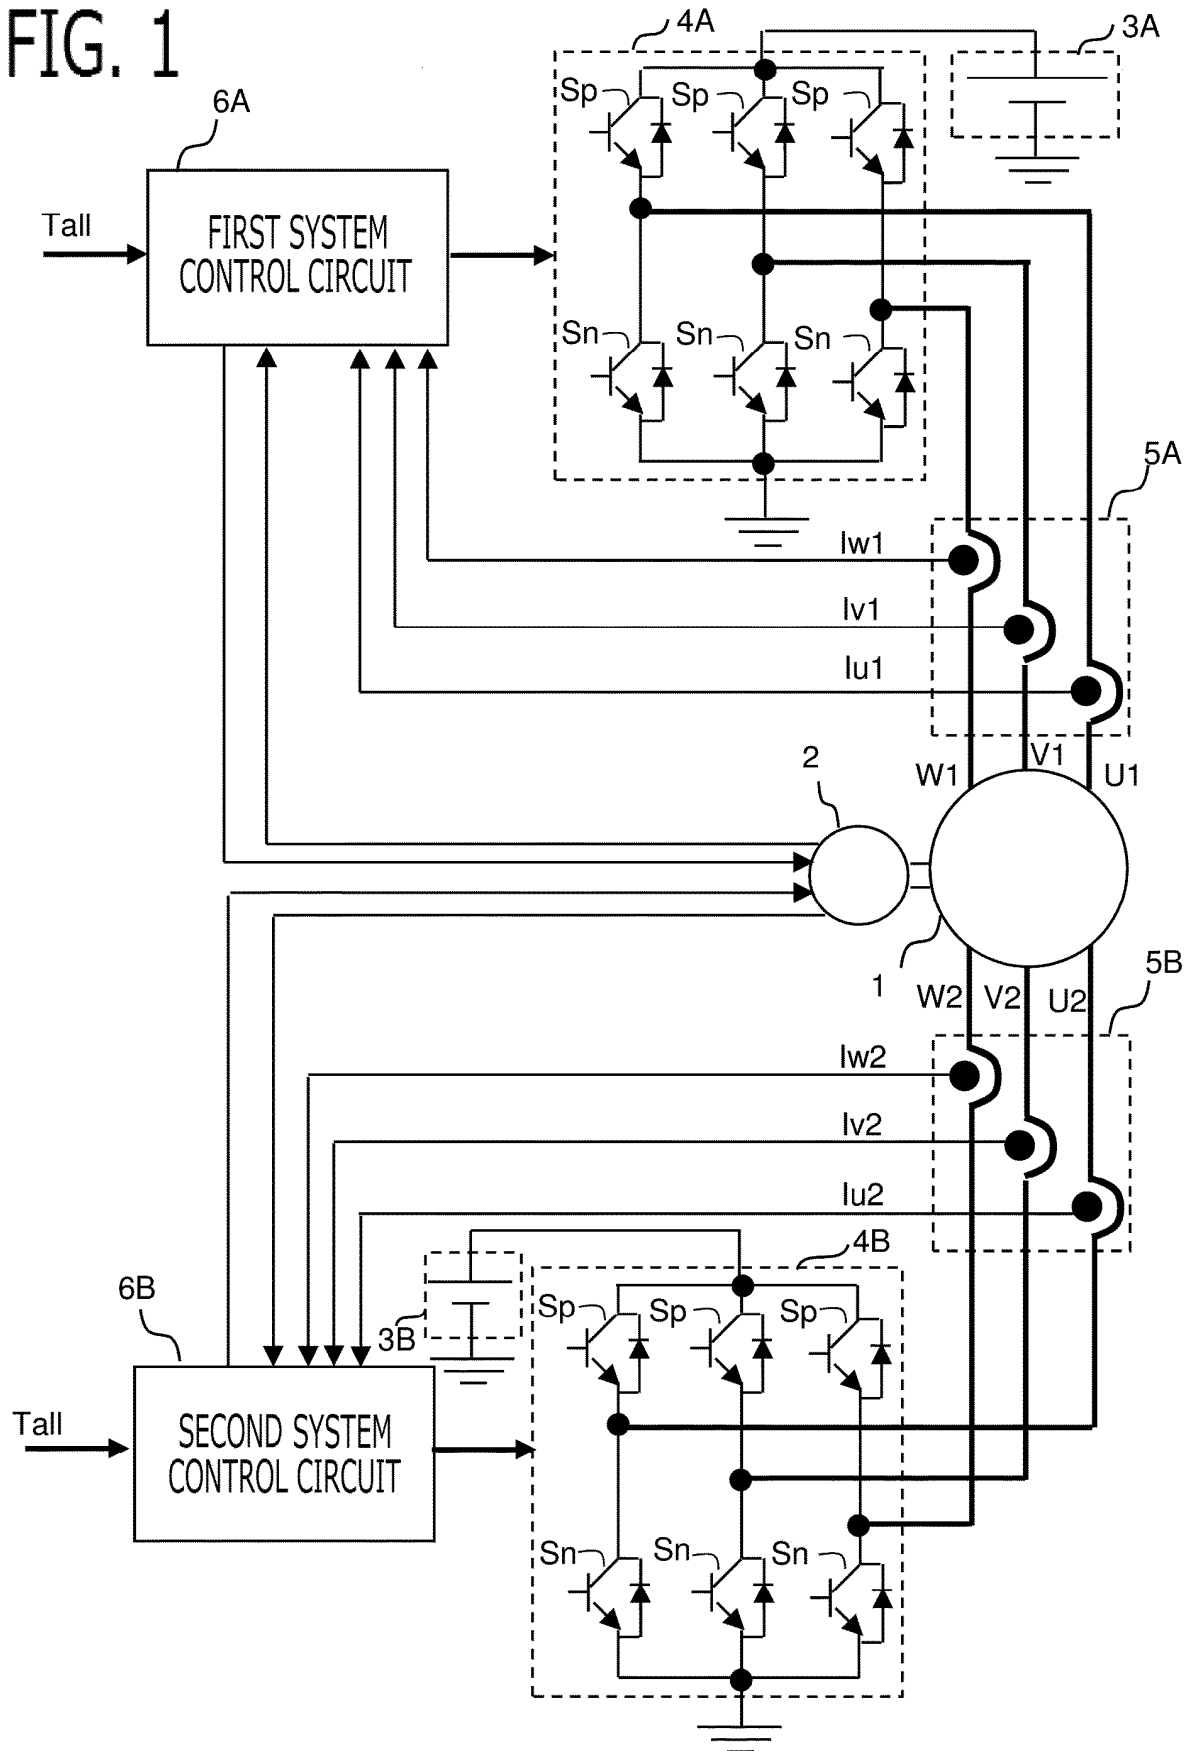 FIG. 1
4A
3A
6A
Sp
Sp
Sp
Tall
FIRST SYSTEM
CONTROL CIRCUIT
Sn
Sn
Sn
5A
Iw1
Iv1
Iu1
2
W1
V1
U1
1
W2
V2
U2
5B
Iw2
Iv2
Iu2
4B
6B
3B
Sp
Sp
Sp
Tall
SECOND SYSTEM
CONTROL CIRCUIT
Sn
Sn
Sn